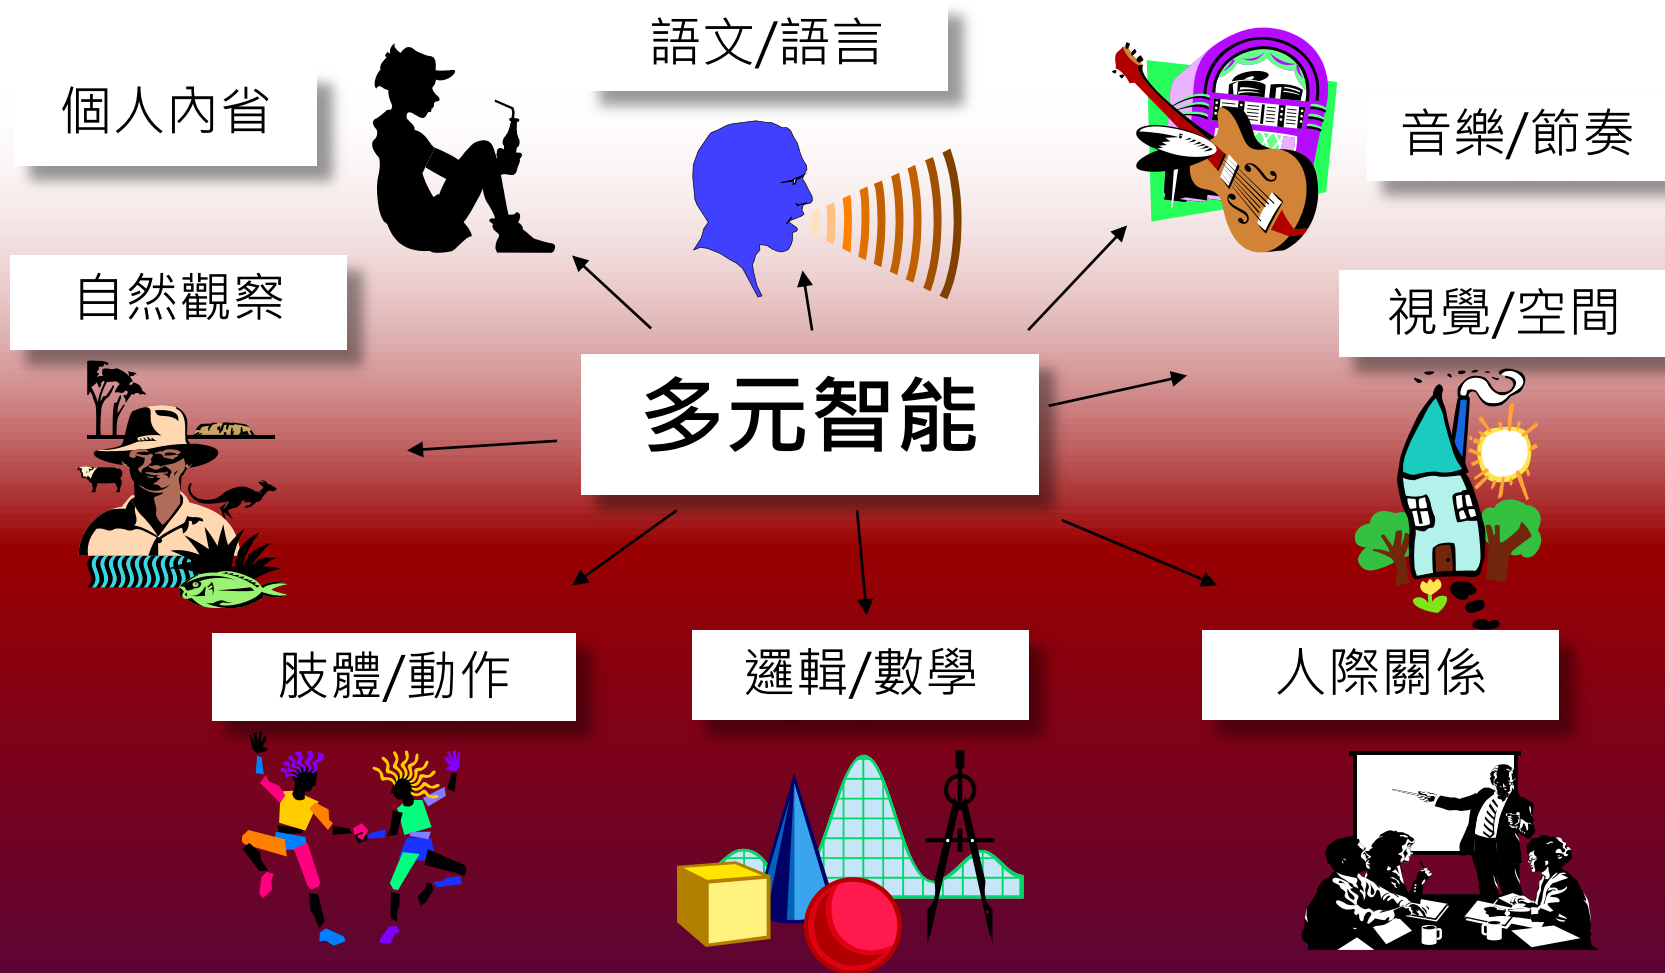 語文/語言
個人內省
音樂/節奏
自然觀察
視覺/空間
多元智能
肢體/動作
邏輯/數學
人際關係